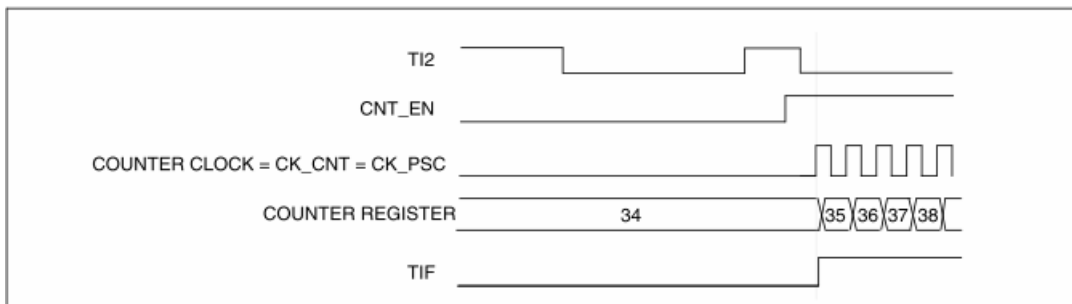 TI2
CNT_EN
COUNTER CLOCK = CK_CNT = CK_PSC
COUNTER REGISTER 34 35 36 37 38
TIF